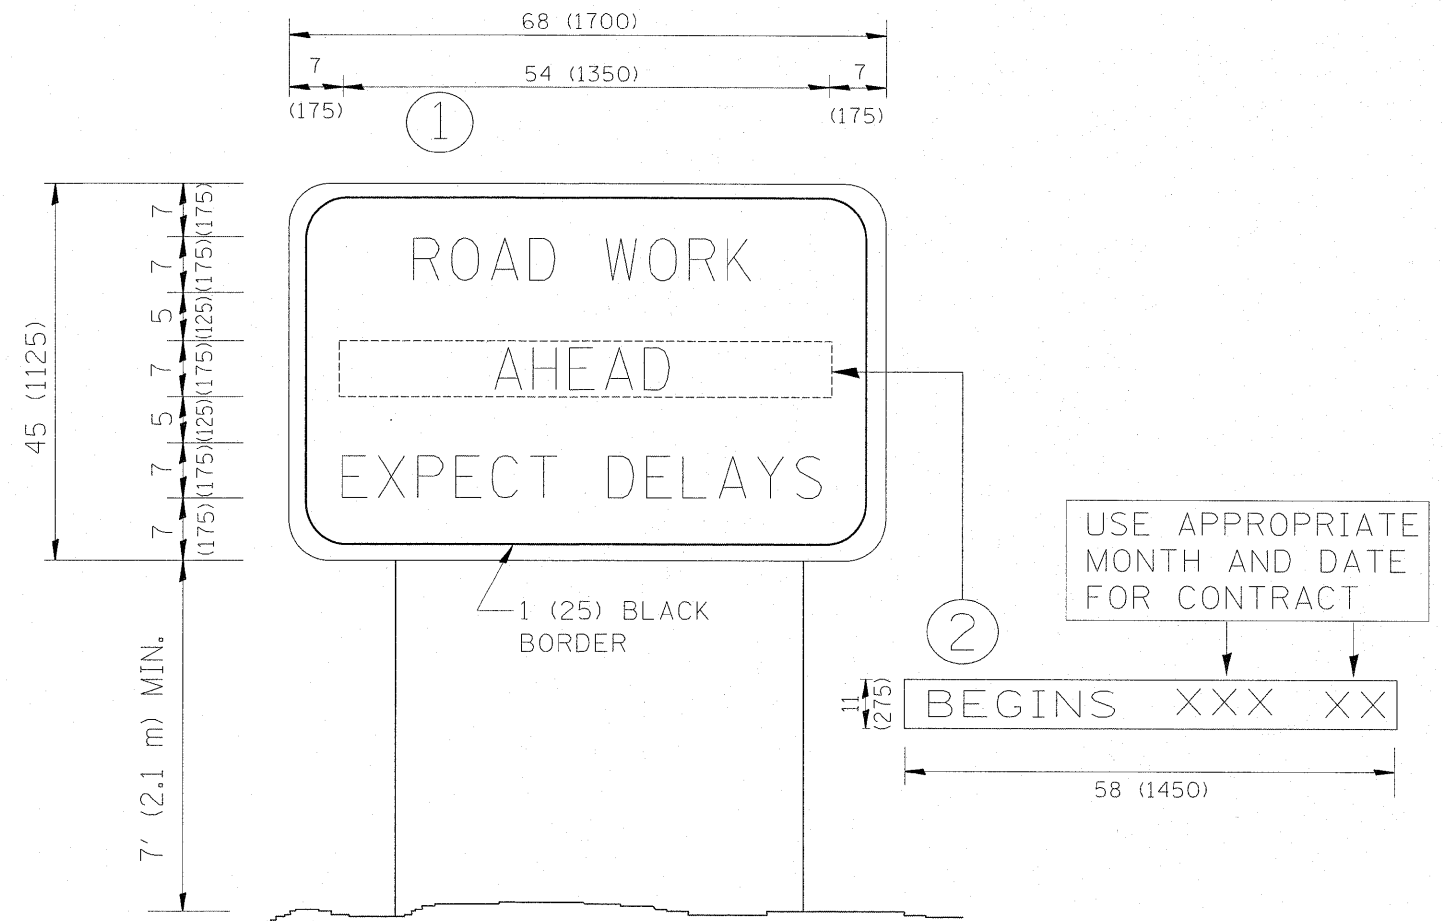 68 (1700)
7
54 (1350)
7
(175)
(175)
1
7
(175)
7
(175)
5
(125)
7
(175)
5
(125)
7
(175)
7
(175)
45 (1125)
ROAD WORK
AHEAD
EXPECT DELAYS
1 (25) BLACK
BORDER
7' (2.1 m) MIN.
USE APPROPRIATE
MONTH AND DATE
FOR CONTRACT
2
11
(275)
BEGINS XXX XX
58 (1450)